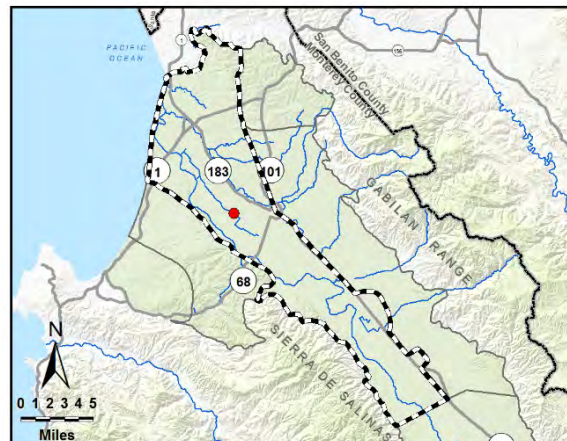 1
156
PACIFIC
OCEAN
San Benito County
Monterey County
183
101
1
GABILAN RANGE
68
SIERRA DE SALINAS
N
0 1 2 3 4 5
Miles